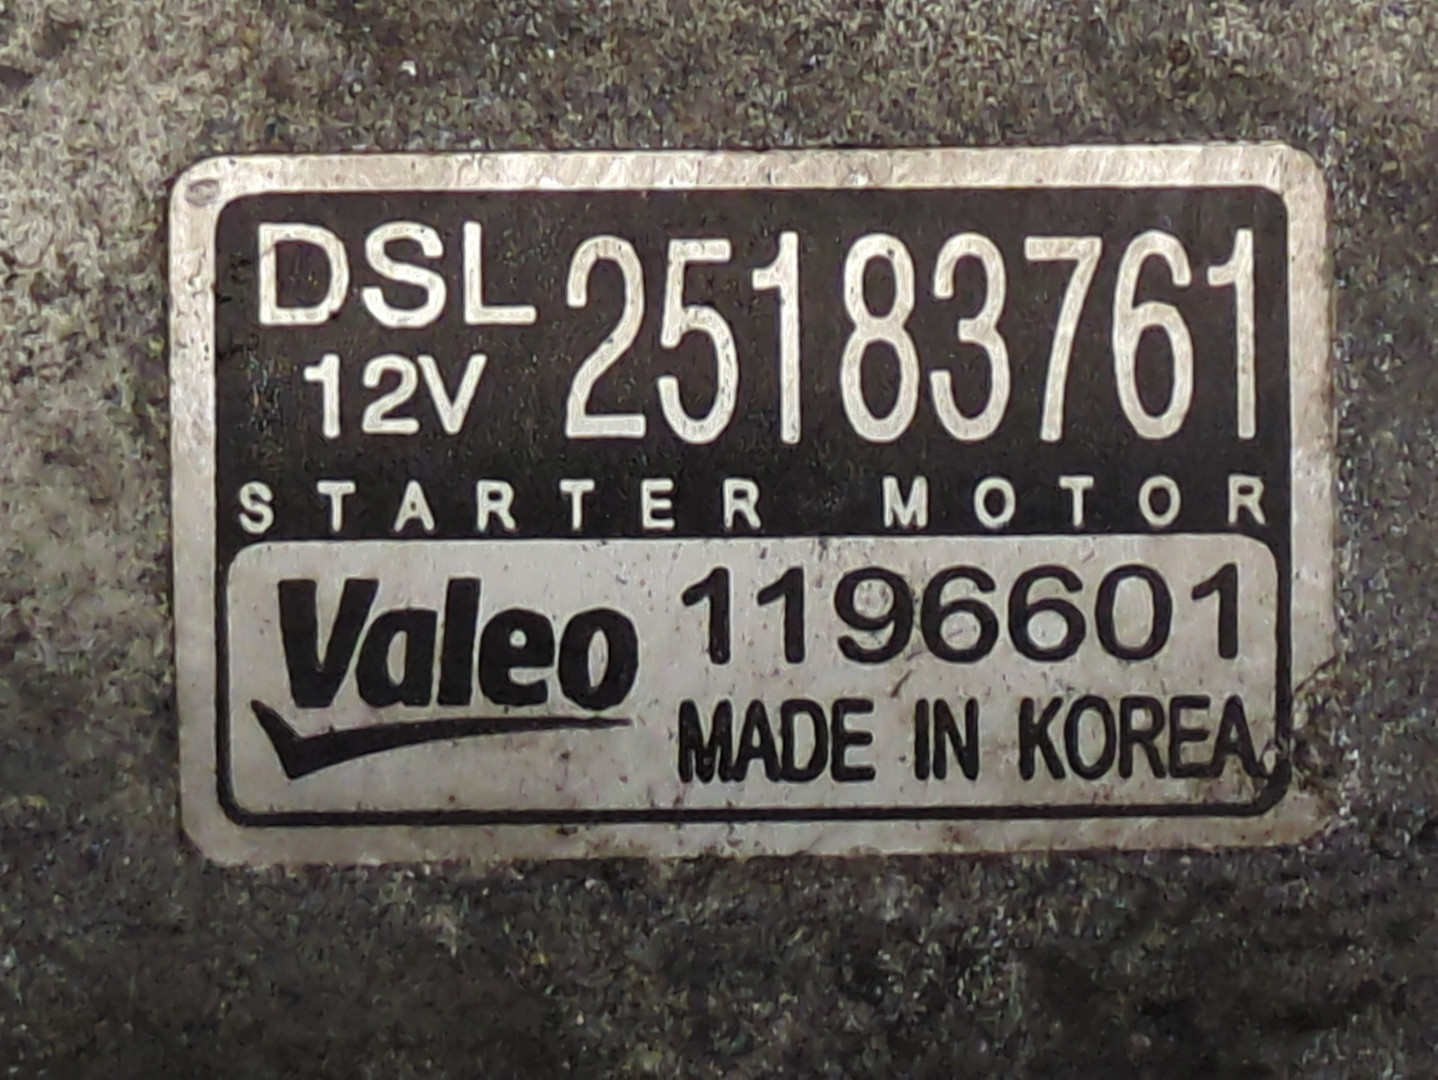 DSL 25183761
12V
STARTER MOTOR
Valeo 1196601
MADE IN KOREA